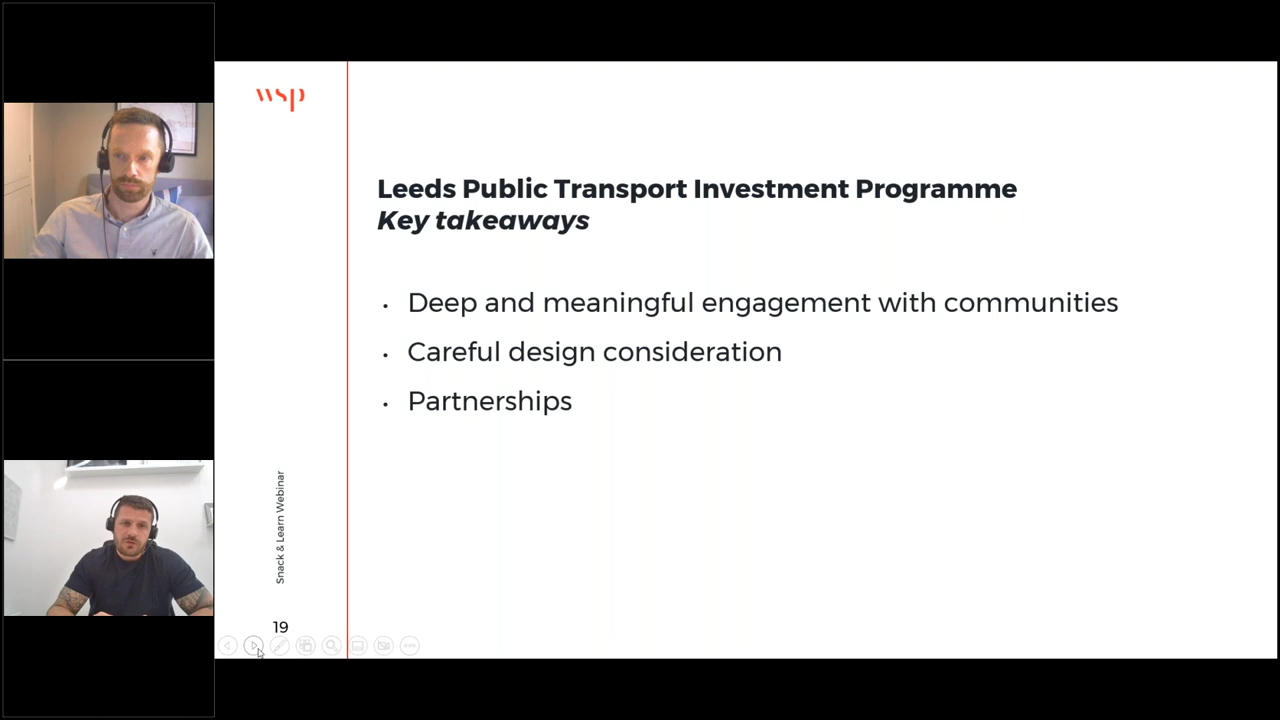 wsp
Leeds Public Transport Investment Programme
Key takeaways
• Deep and meaningful engagement with communities
• Careful design consideration
• Partnerships
Snack & Learn Webinar
19